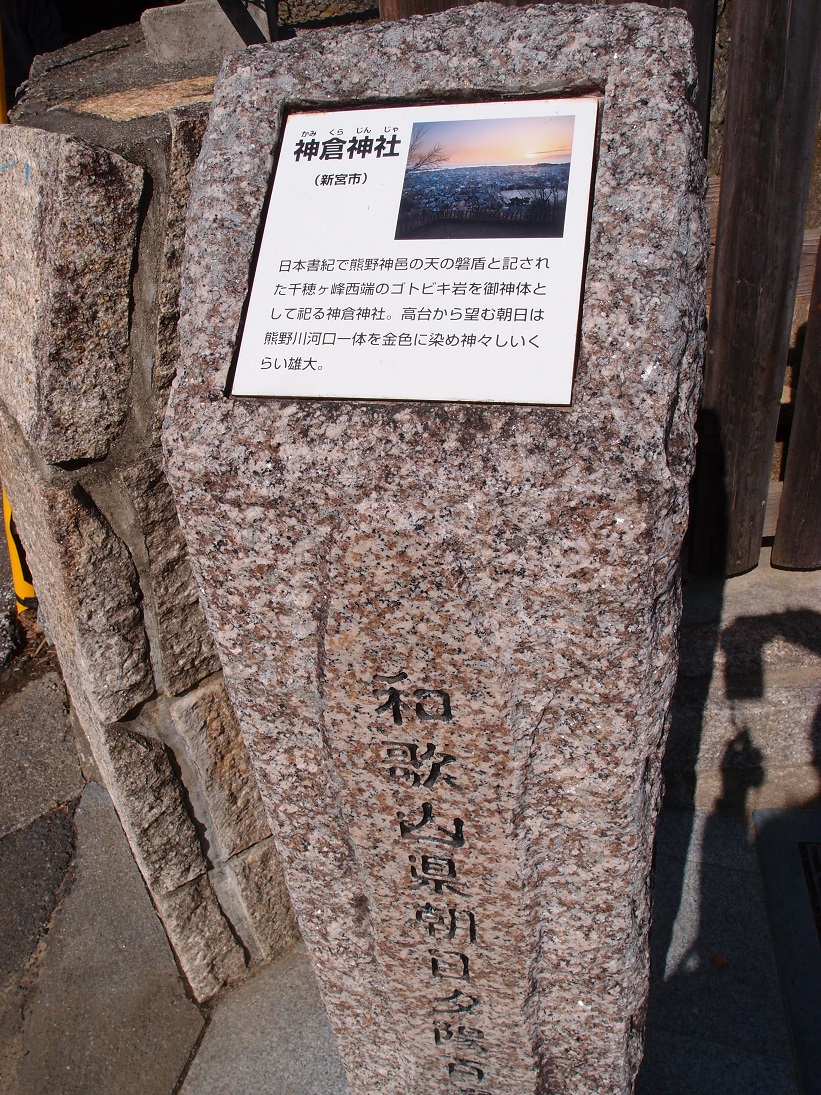 かみ くら じん じゃ
神倉神社
（新宮市）
日本書紀で熊野神邑の天の磐盾と記され
た千穂ヶ峰西端のゴトビキ岩を御神体と
して祀る神倉神社。高台から望む朝日は
熊野川河口一体を金色に染め神々しいく
らい雄大。
和歌山県朝日夕陽百